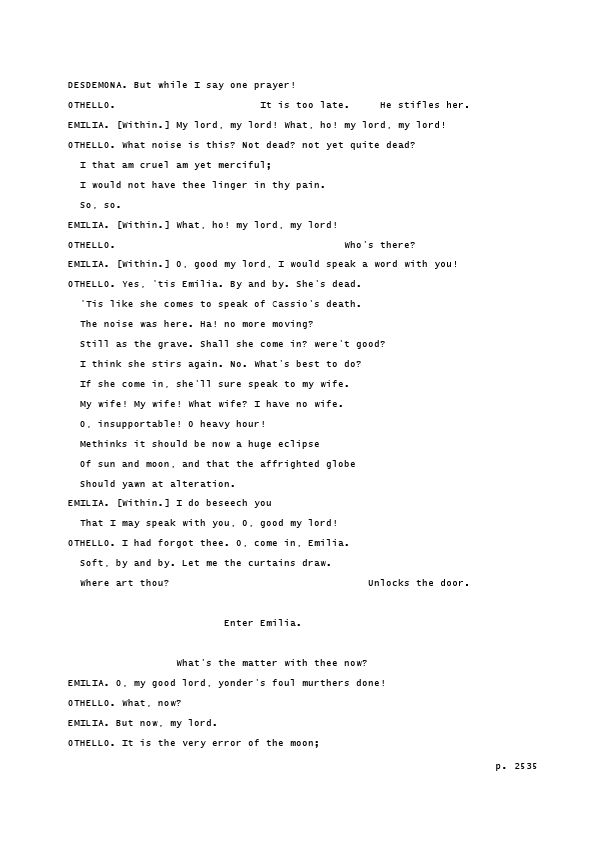 DESDEMONA. But while I say one prayer!
OTHELLO. It is too late. He stifles her.
EMILIA. [Within.] My lord, my lord! What, ho! my lord, my lord!
OTHELLO. What noise is this? Not dead? not yet quite dead?
I that am cruel am yet merciful;
I would not have thee linger in thy pain.
So, so.
EMILIA. [Within.] What, ho! my lord, my lord!
OTHELLO. Who's there?
EMILIA. [Within.] O, good my lord, I would speak a word with you!
OTHELLO. Yes, 'tis Emilia. By and by. She's dead.
'Tis like she comes to speak of Cassio's death.
The noise was here. Ha! no more moving?
Still as the grave. Shall she come in? were't good?
I think she stirs again. No. What's best to do?
If she come in, she'll sure speak to my wife.
My wife! My wife! What wife? I have no wife.
O, insupportable! O heavy hour!
Methinks it should be now a huge eclipse
Of sun and moon, and that the affrighted globe
Should yawn at alteration.
EMILIA. [Within.] I do beseech you
That I may speak with you, O, good my lord!
OTHELLO. I had forgot thee. O, come in, Emilia.
Soft, by and by. Let me the curtains draw.
Where art thou? Unlocks the door.
Enter Emilia.
What's the matter with thee now?
EMILIA. O, my good lord, yonder's foul murthers done!
OTHELLO. What, now?
EMILIA. But now, my lord.
OTHELLO. It is the very error of the moon;
p. 2535